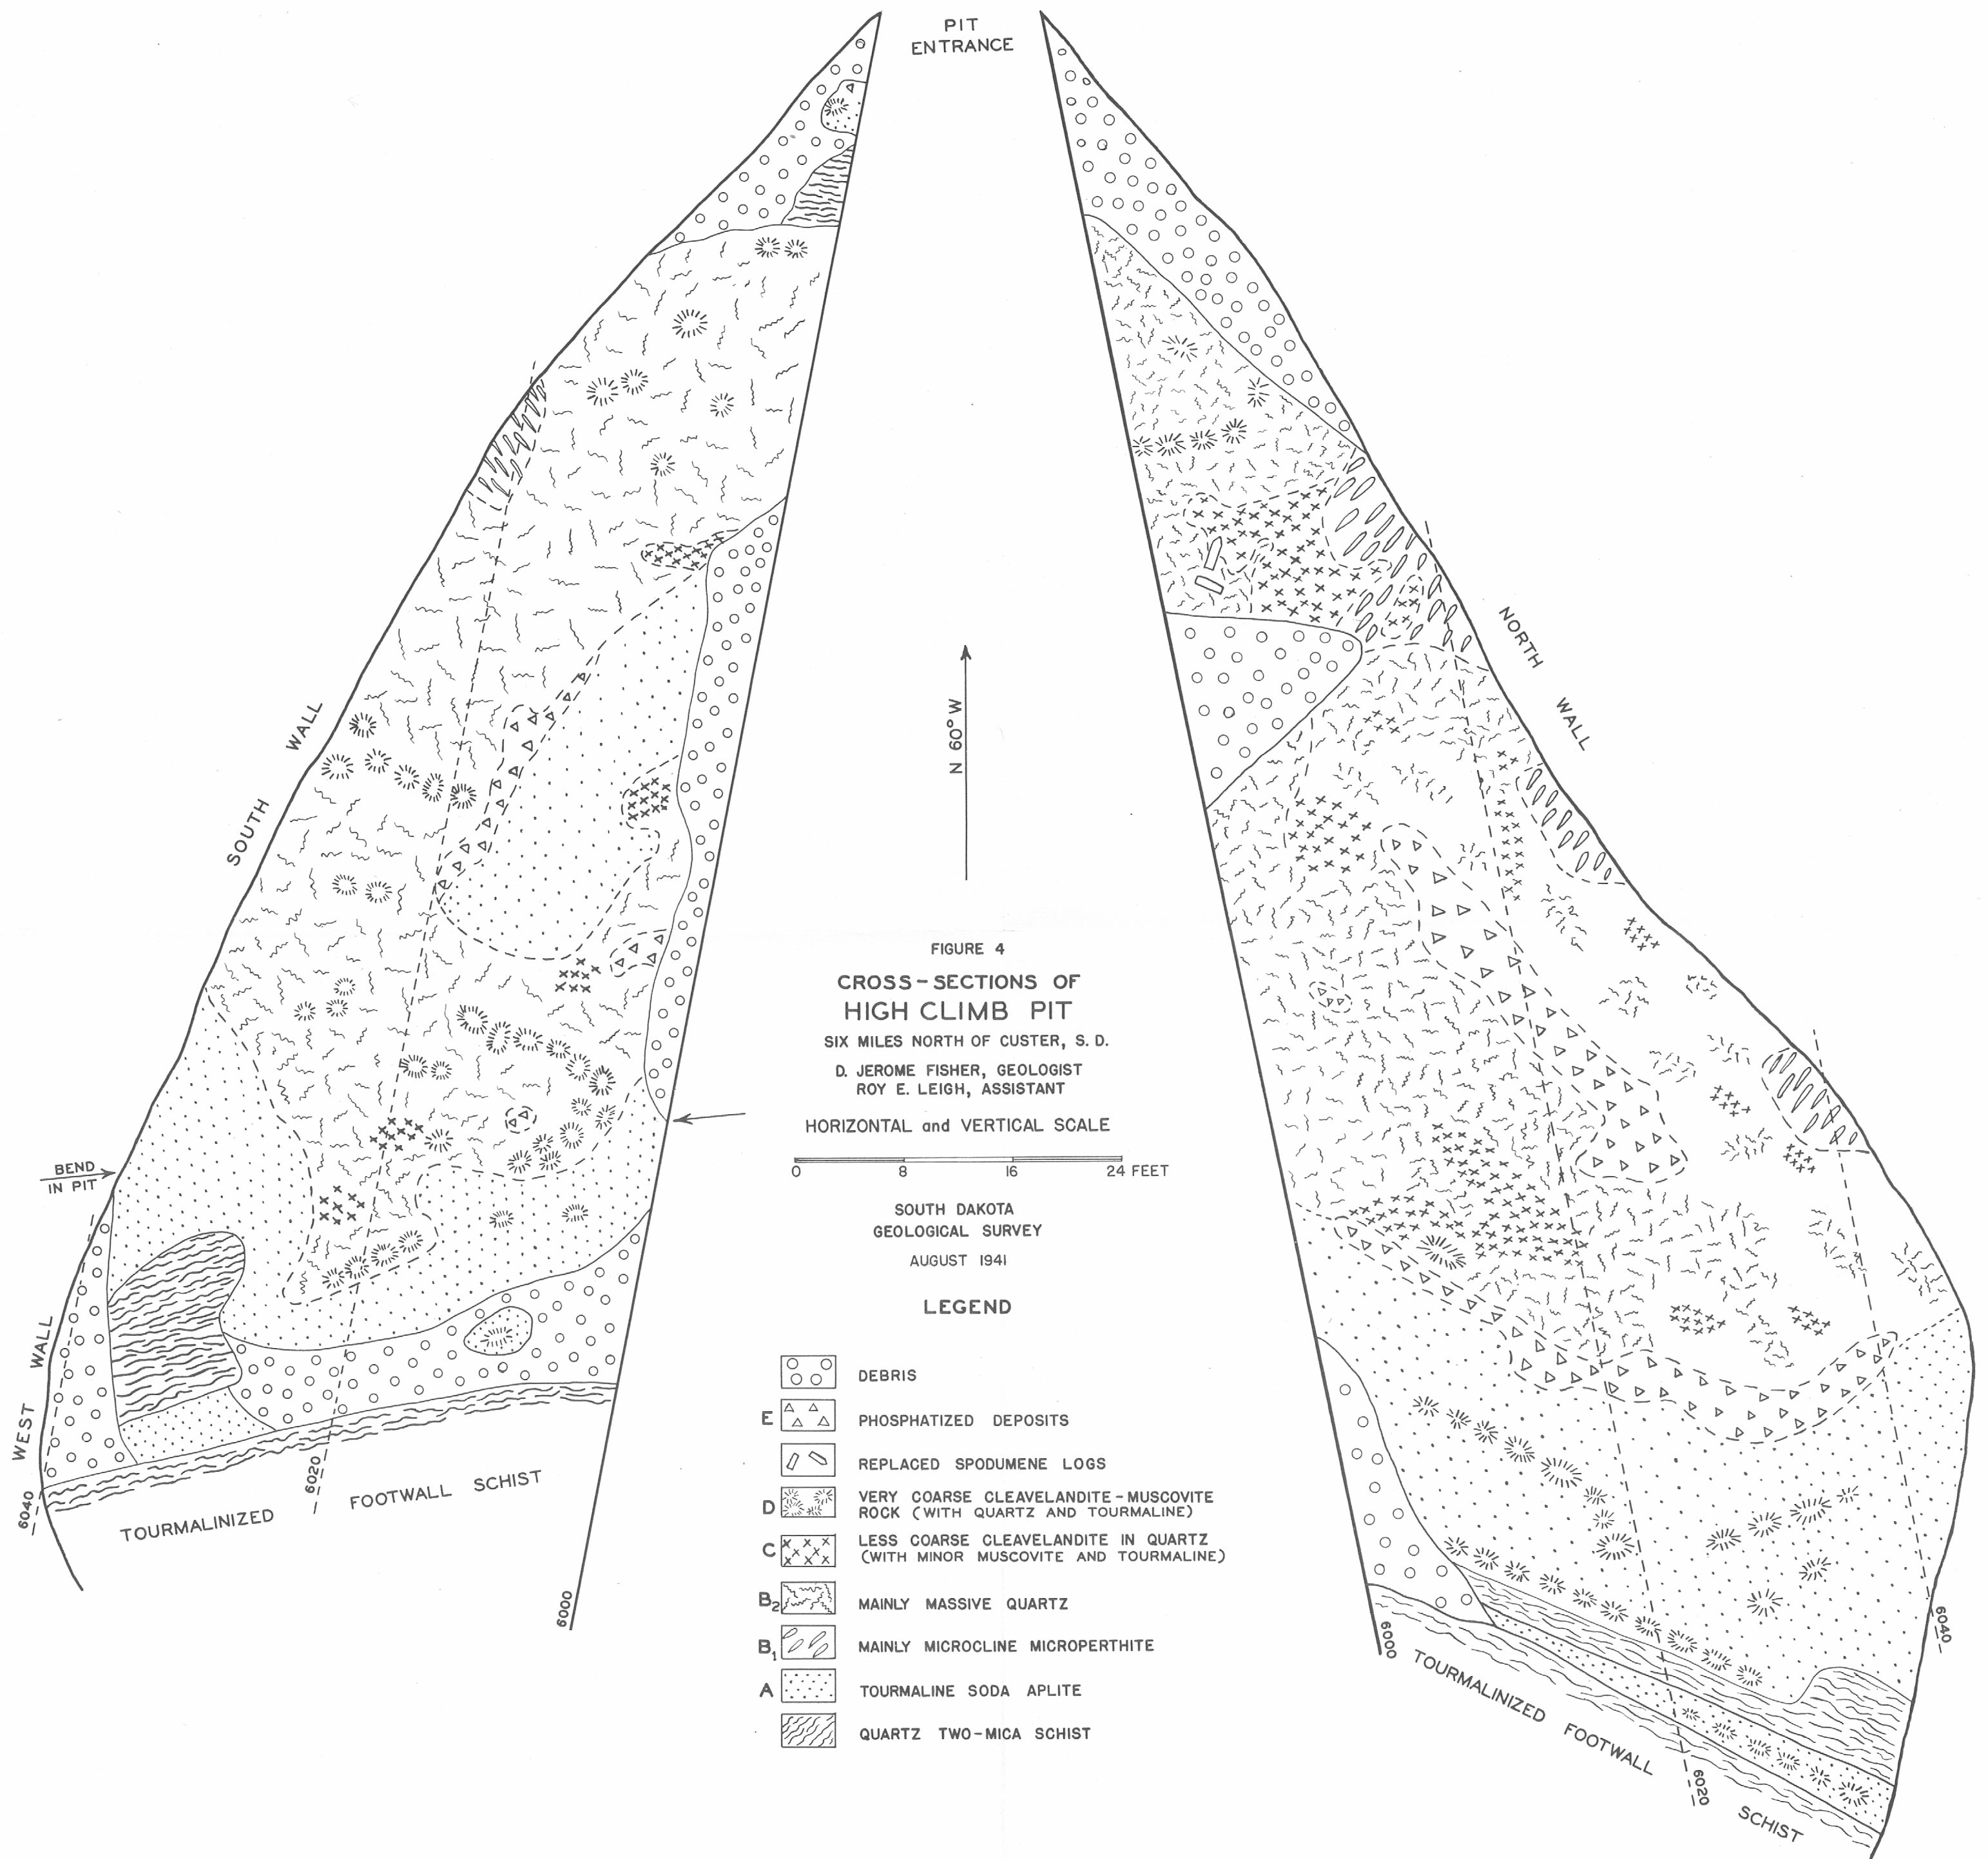 PIT
ENTRANCE
SOUTH WALL
NORTH WALL
N 60° W
BEND
IN PIT
WEST WALL
6040
6020
6000
TOURMALINIZED FOOTWALL SCHIST
FIGURE 4
CROSS-SECTIONS OF
HIGH CLIMB PIT
SIX MILES NORTH OF CUSTER, S. D.
D. JEROME FISHER, GEOLOGIST
ROY E. LEIGH, ASSISTANT
HORIZONTAL and VERTICAL SCALE
0 8 16 24 FEET
SOUTH DAKOTA
GEOLOGICAL SURVEY
AUGUST 1941
LEGEND
DEBRIS
E PHOSPHATIZED DEPOSITS
REPLACED SPODUMENE LOGS
D VERY COARSE CLEAVELANDITE-MUSCOVITE
ROCK (WITH QUARTZ AND TOURMALINE)
C LESS COARSE CLEAVELANDITE IN QUARTZ
(WITH MINOR MUSCOVITE AND TOURMALINE)
B2 MAINLY MASSIVE QUARTZ
B1 MAINLY MICROCLINE MICROPERTHITE
A TOURMALINE SODA APLITE
QUARTZ TWO-MICA SCHIST
6000
6020
6040
TOURMALINIZED FOOTWALL SCHIST